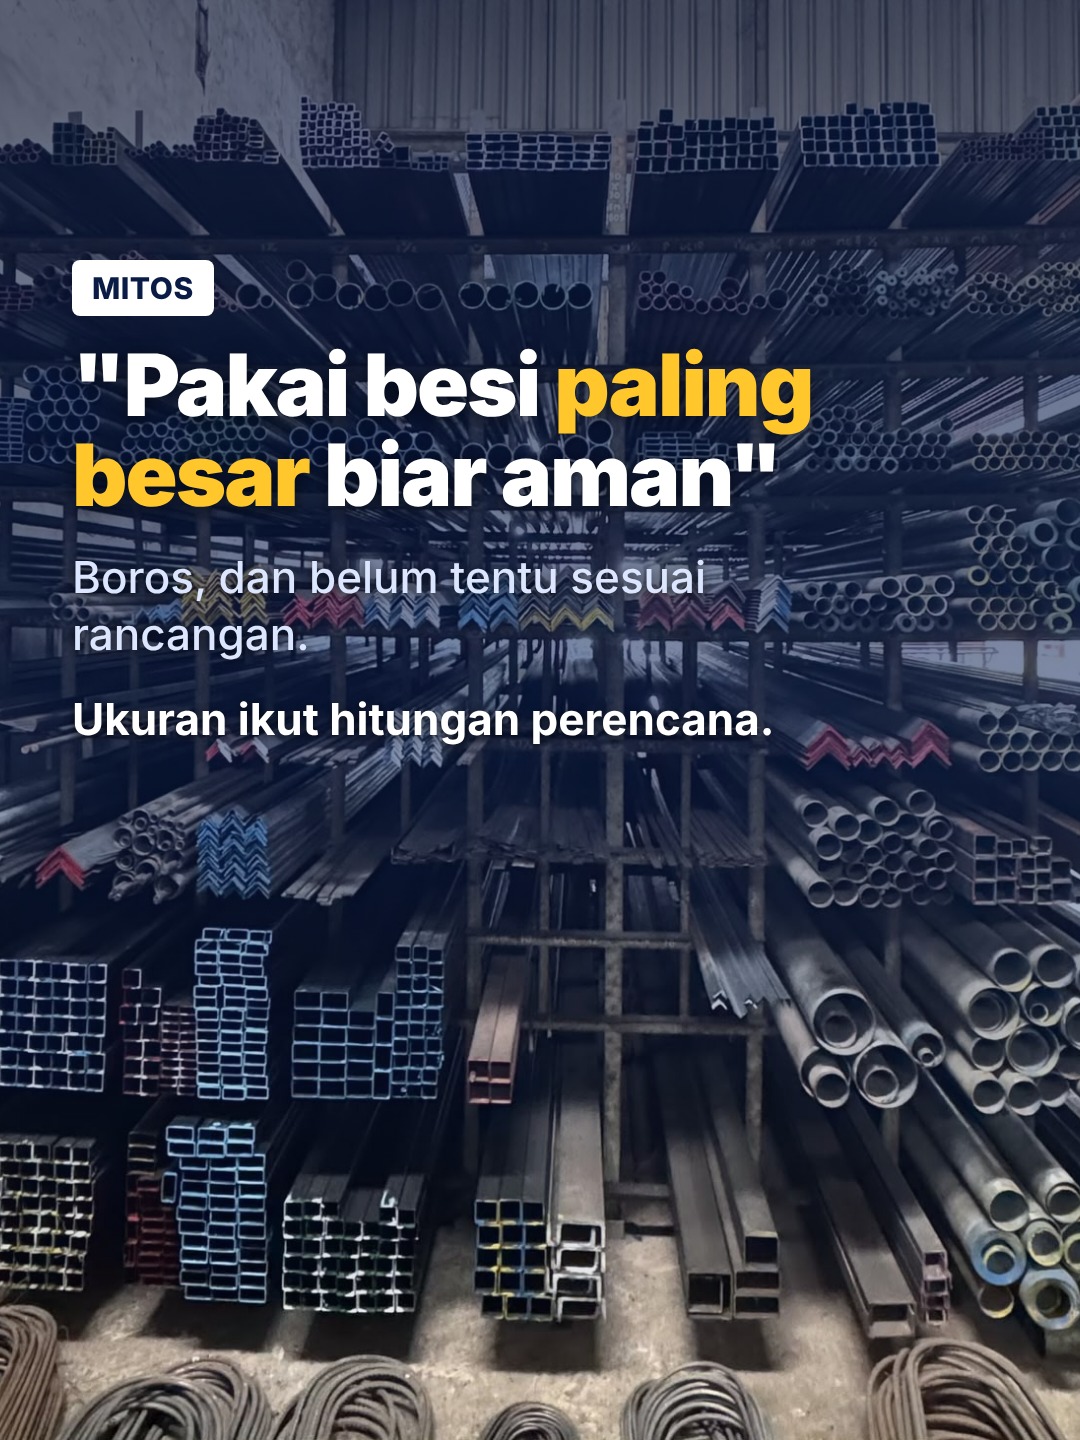 MITOS
"Pakai besi paling
besar biar aman"
Boros, dan belum tentu sesuai
rancangan.
Ukuran ikut hitungan perencana.